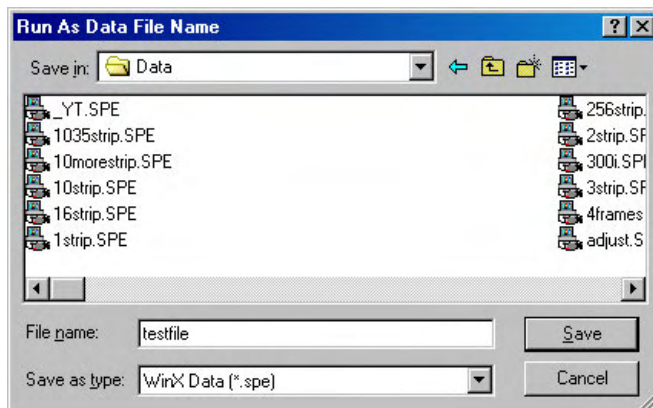 Run As Data File Name
Save in: Data
_YT.SPE
1035strip.SPE
10morestrip.SPE
10strip.SPE
16strip.SPE
1strip.SPE
256strip.
2strip.SF
300i.SPI
3strip.SF
4frames
adjust.S
File name: testfile
Save
Save as type: WinX Data (*.spe)
Cancel